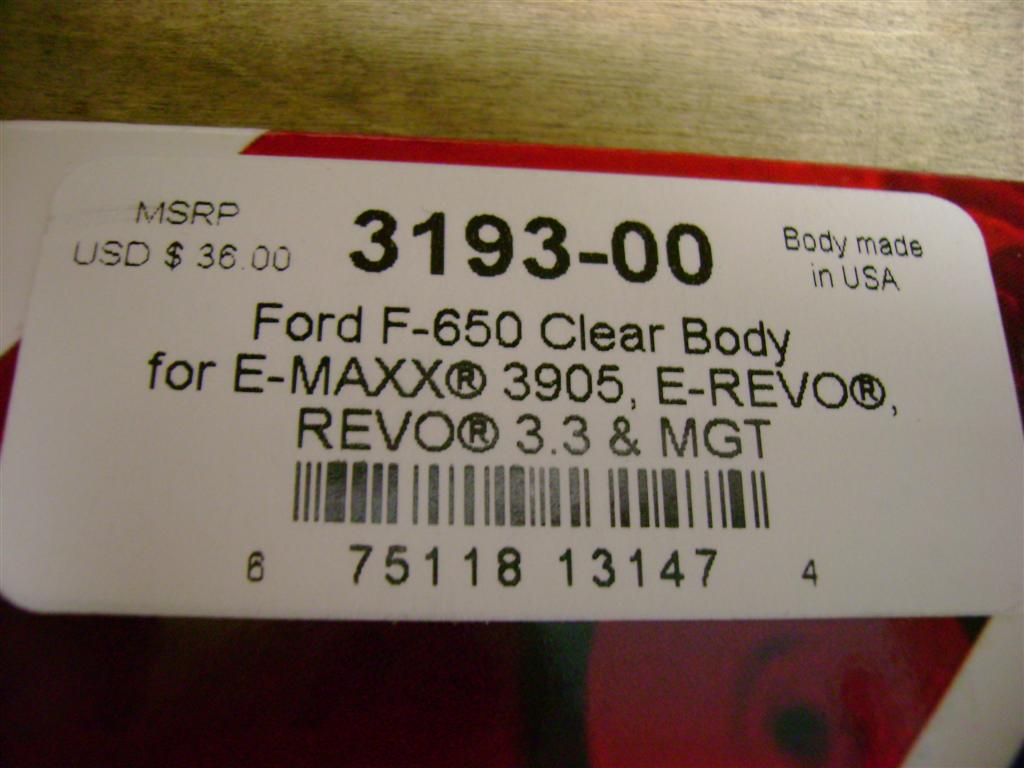 MSRP
USD $ 36.00
3193-00
Body made
in USA
Ford F-650 Clear Body
for E-MAXX® 3905, E-REVO®,
REVO® 3.3 & MGT
6 75118 13147 4